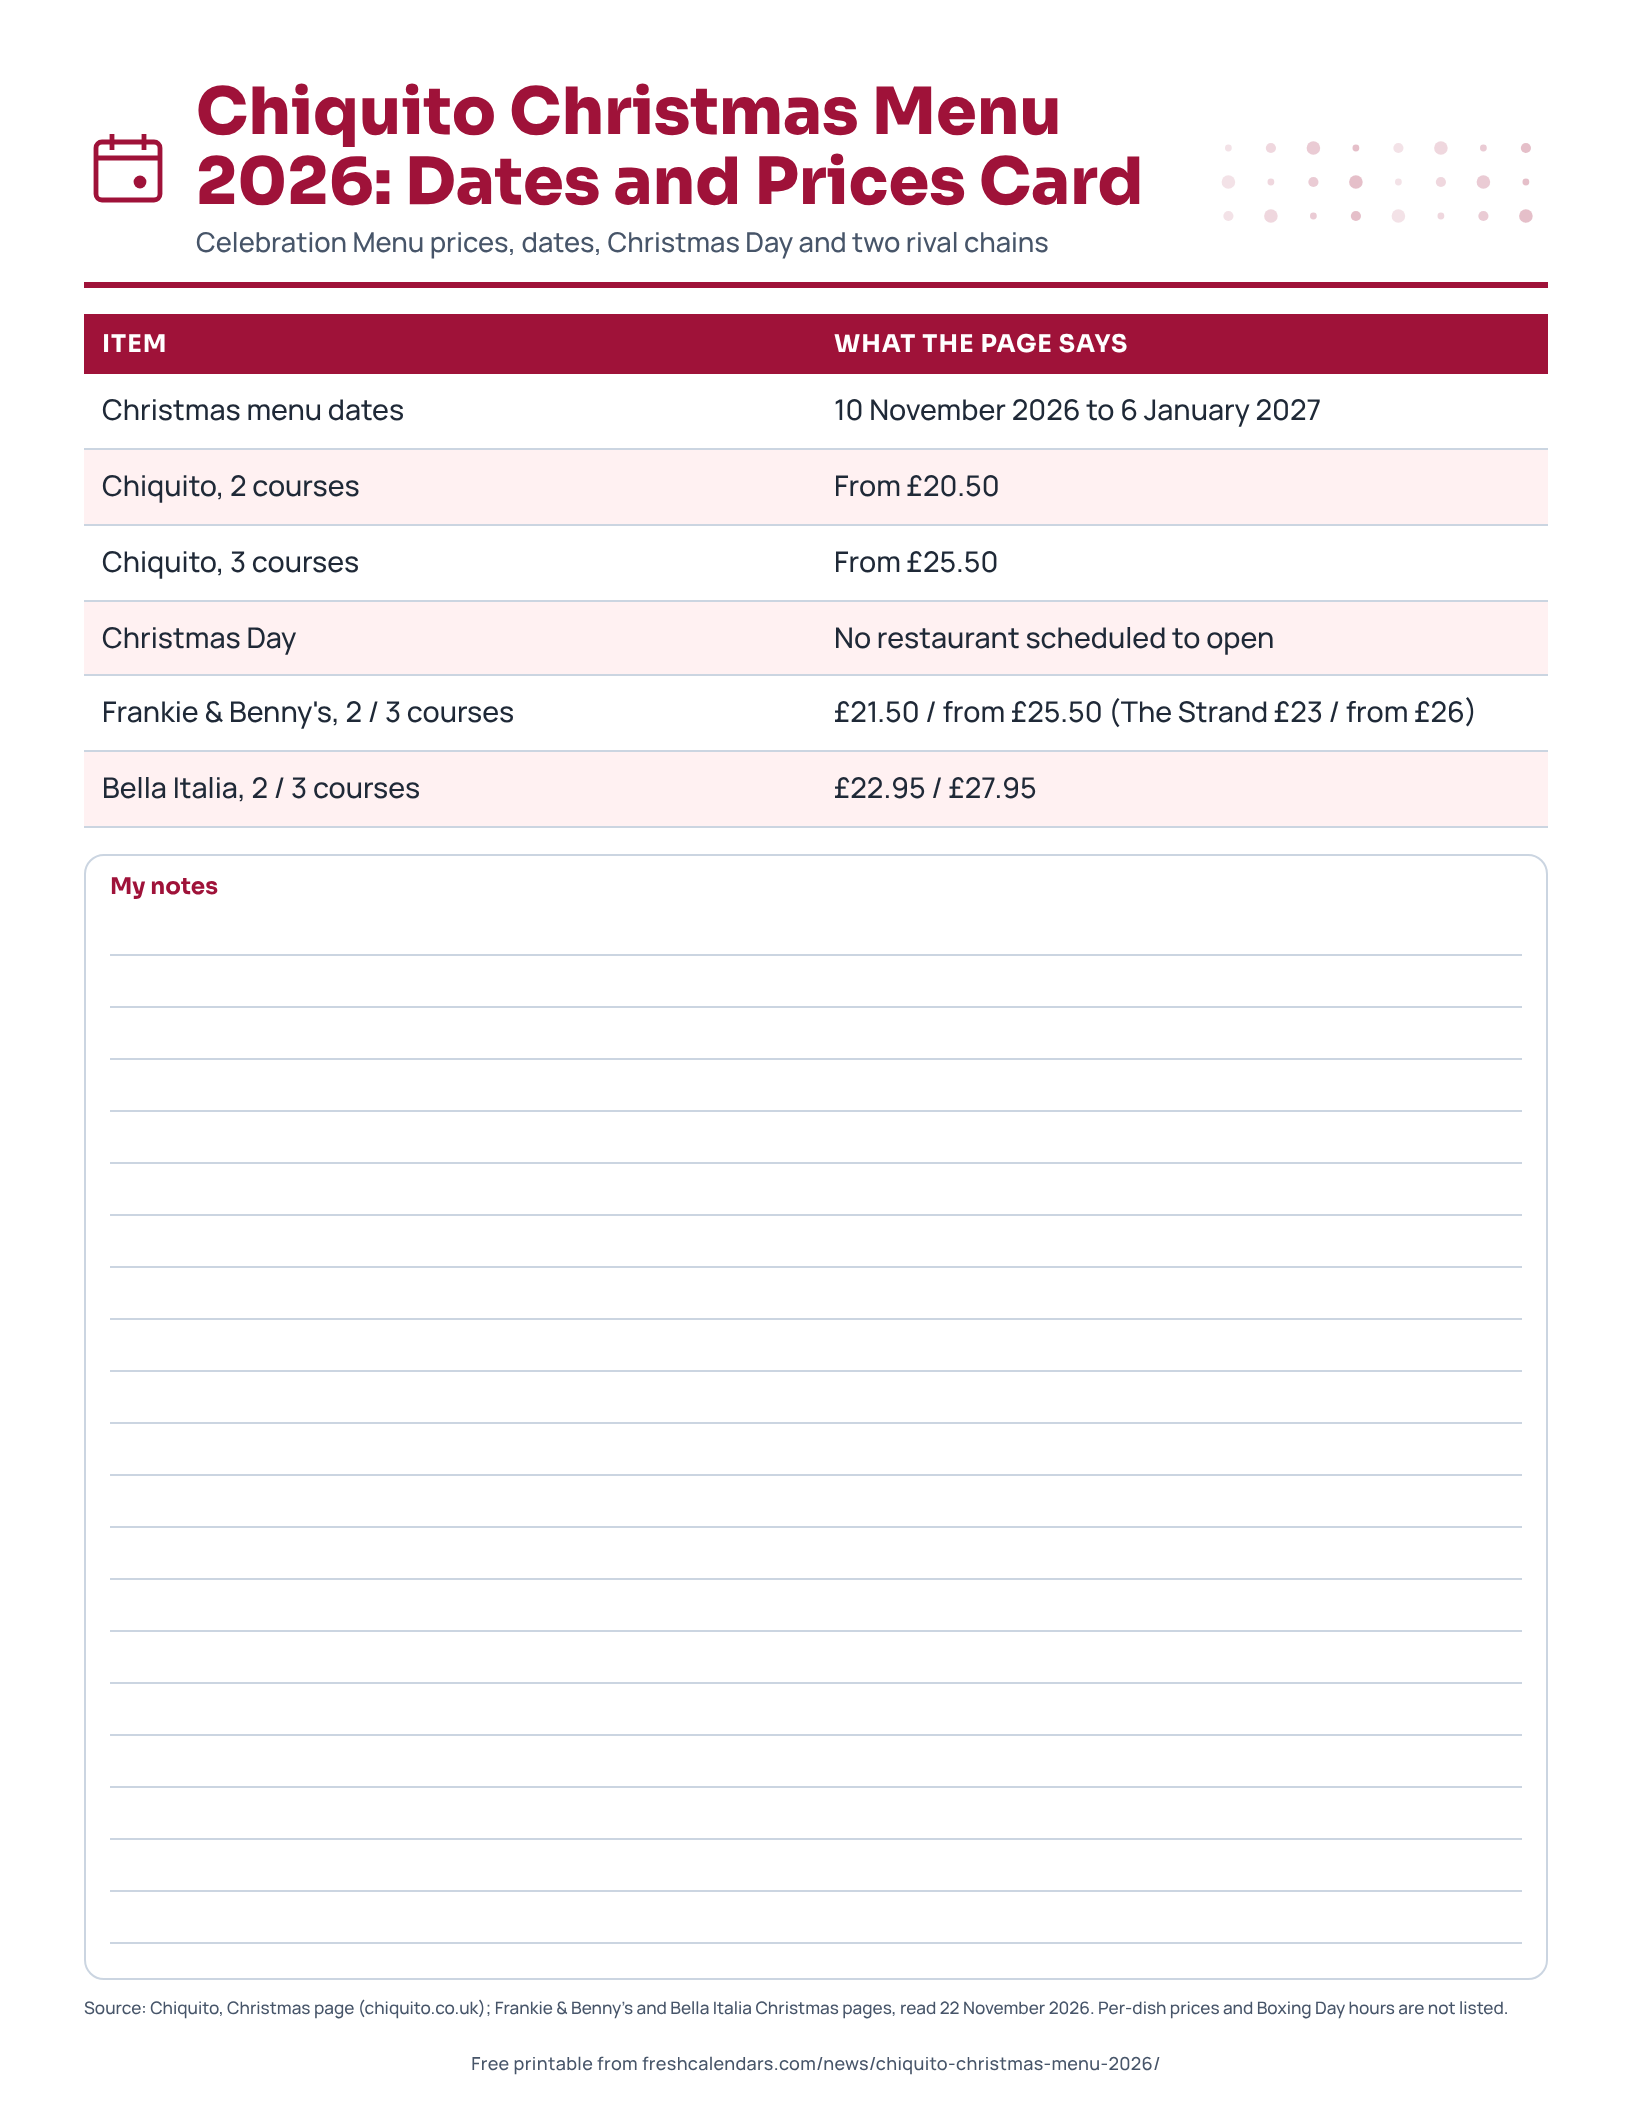 Chiquito Christmas Menu
2026: Dates and Prices Card
Celebration Menu prices, dates, Christmas Day and two rival chains
ITEM WHAT THE PAGE SAYS
Christmas menu dates 10 November 2026 to 6 January 2027
Chiquito, 2 courses From £20.50
Chiquito, 3 courses From £25.50
Christmas Day No restaurant scheduled to open
Frankie & Benny's, 2 / 3 courses £21.50 / from £25.50 (The Strand £23 / from £26)
Bella Italia, 2 / 3 courses £22.95 / £27.95
My notes
Source: Chiquito, Christmas page (chiquito.co.uk); Frankie & Benny's and Bella Italia Christmas pages, read 22 November 2026. Per-dish prices and Boxing Day hours are not listed.
Free printable from freshcalendars.com/news/chiquito-christmas-menu-2026/